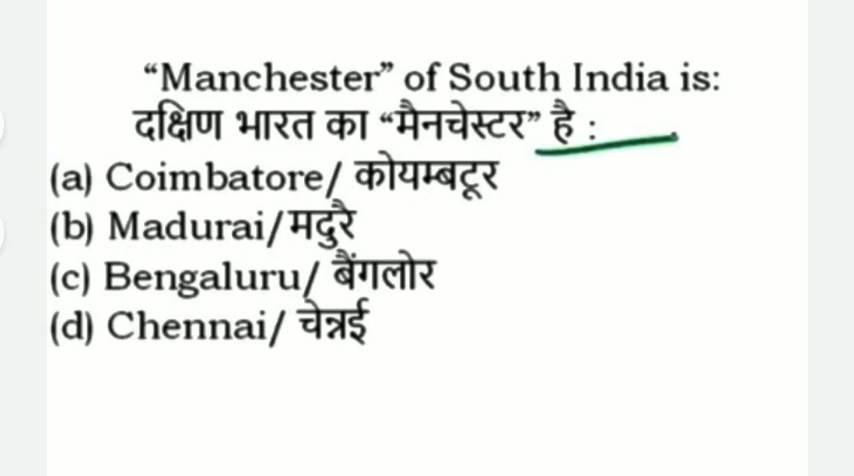 “Manchester” of South India is:
दक्षिण भारत का “मैनचेस्टर” है :
(a) Coimbatore/ कोयम्बटूर
(b) Madurai/मदुरै
(c) Bengaluru/ बैंगलोर
(d) Chennai/ चेन्नई